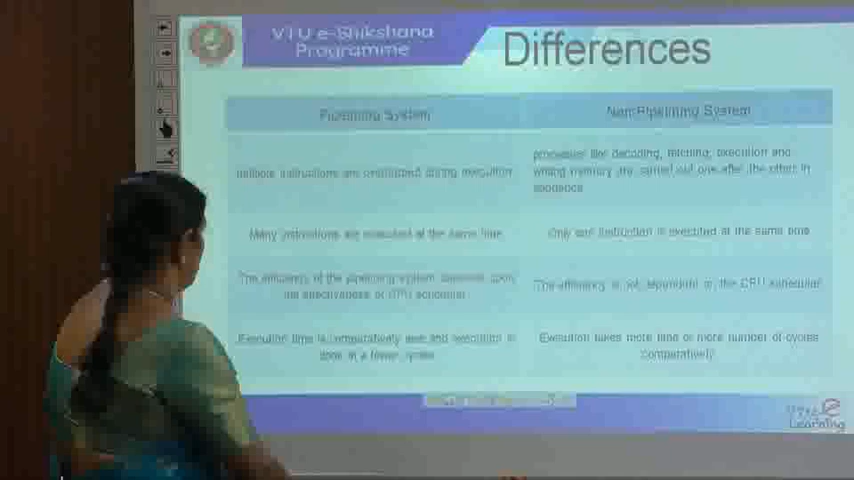 VTU e-Shikshana
Programme
Differences
Pipelining System
Non-Pipelining System
multiple instructions are overlapped during execution
processes like decoding, fetching, execution and
writing memory are carried out one after the other in
sequence
Many instructions are executed at the same time
Only one instruction is executed at the same time
The efficiency of the pipelining system depends upon
the effectiveness of CPU scheduler
The efficiency is not dependent on the CPU scheduler
Execution time is comparatively less and execution is
done in a fewer cycles
Execution takes more time or more number of cycles
comparatively
Learning